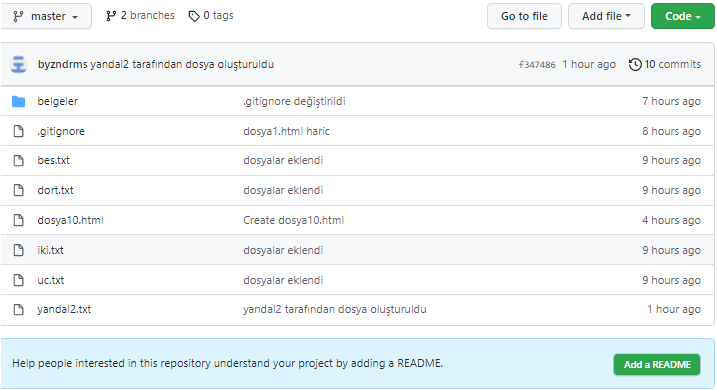 master 2 branches 0 tags Go to file Add file Code
byzndrms yandal2 tarafından dosya oluşturuldu f347486 1 hour ago 10 commits
belgeler .gitignore değiştirildi 7 hours ago
.gitignore dosya1.html haric 8 hours ago
bes.txt dosyalar eklendi 9 hours ago
dort.txt dosyalar eklendi 9 hours ago
dosya10.html Create dosya10.html 4 hours ago
iki.txt dosyalar eklendi 9 hours ago
uc.txt dosyalar eklendi 9 hours ago
yandal2.txt yandal2 tarafından dosya oluşturuldu 1 hour ago
Help people interested in this repository understand your project by adding a README. Add a README